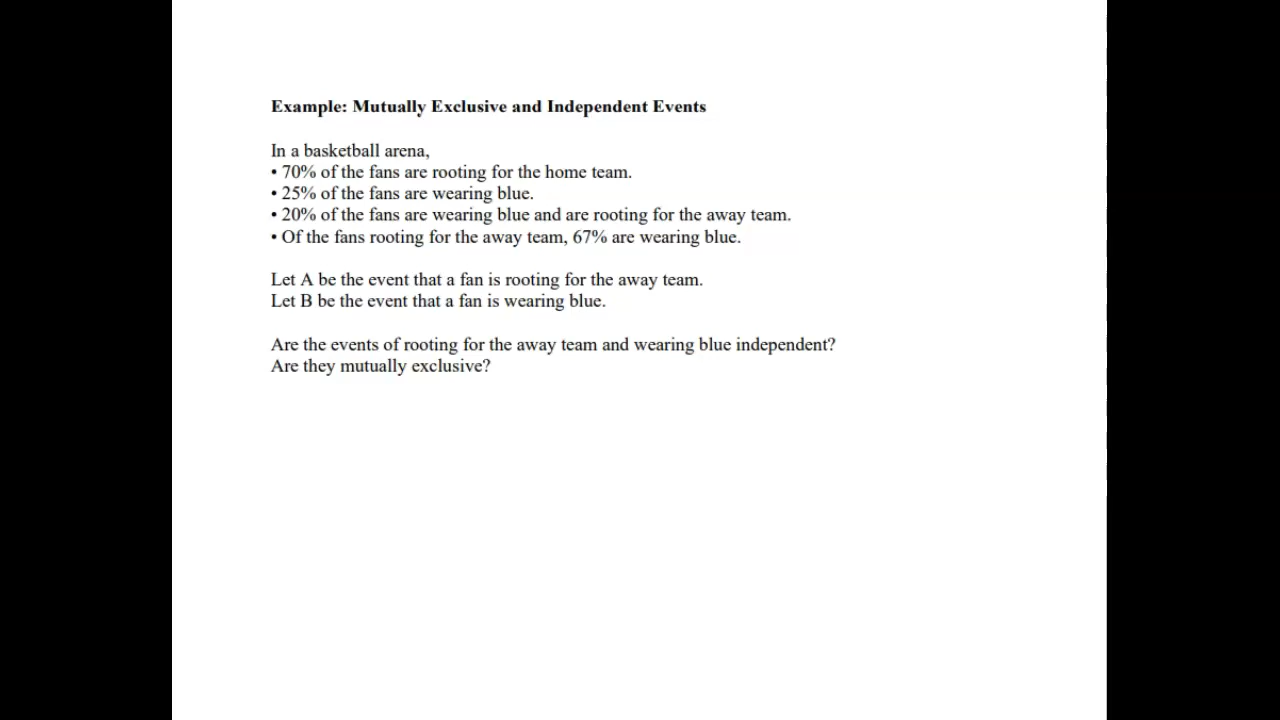 Example: Mutually Exclusive and Independent Events
In a basketball arena,
• 70% of the fans are rooting for the home team.
• 25% of the fans are wearing blue.
• 20% of the fans are wearing blue and are rooting for the away team.
• Of the fans rooting for the away team, 67% are wearing blue.
Let A be the event that a fan is rooting for the away team.
Let B be the event that a fan is wearing blue.
Are the events of rooting for the away team and wearing blue independent?
Are they mutually exclusive?